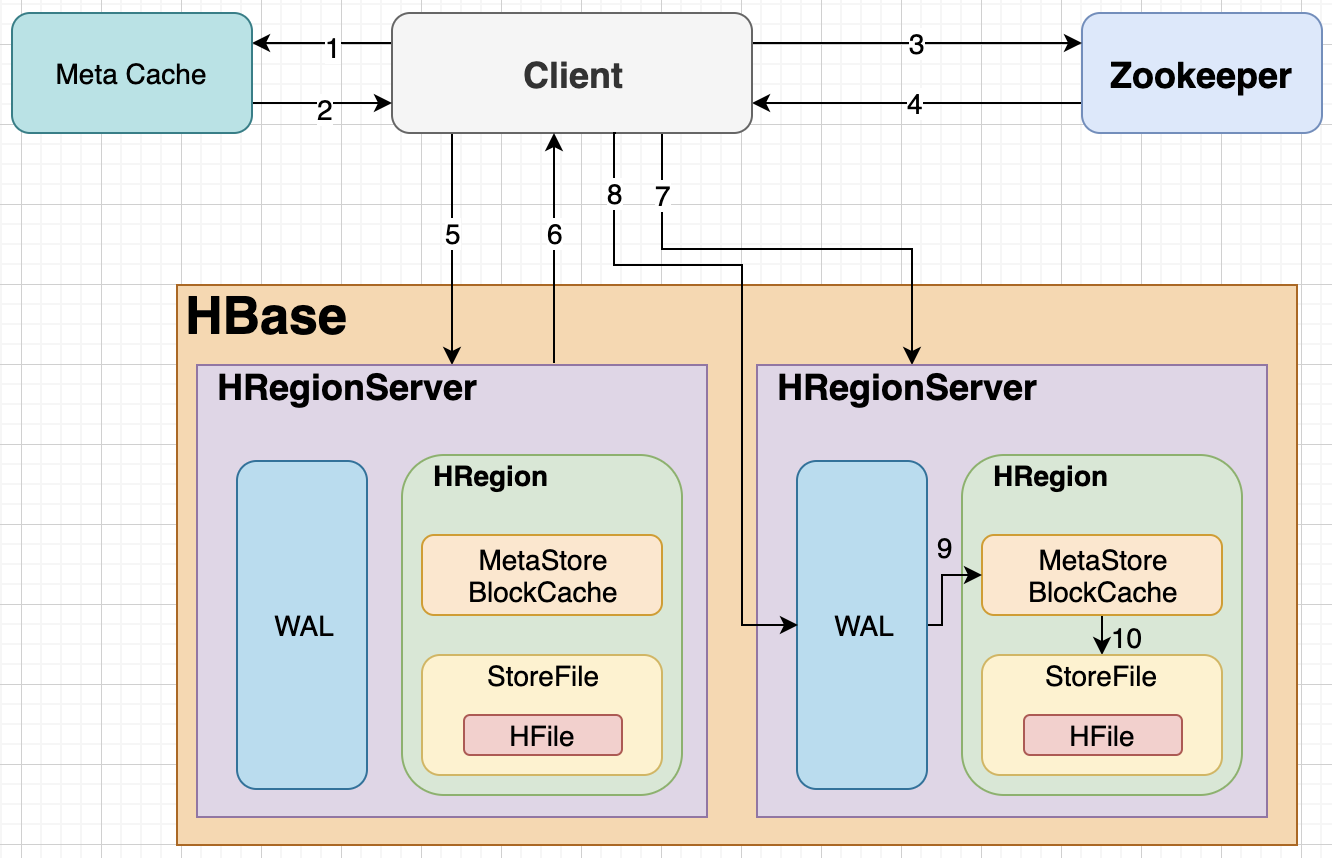 Meta Cache
1
2
Client
3
4
Zookeeper
5
6
8
7
HBase
HRegionServer
WAL
HRegion
MetaStore
BlockCache
StoreFile
HFile
HRegionServer
WAL
9
HRegion
MetaStore
BlockCache
10
StoreFile
HFile